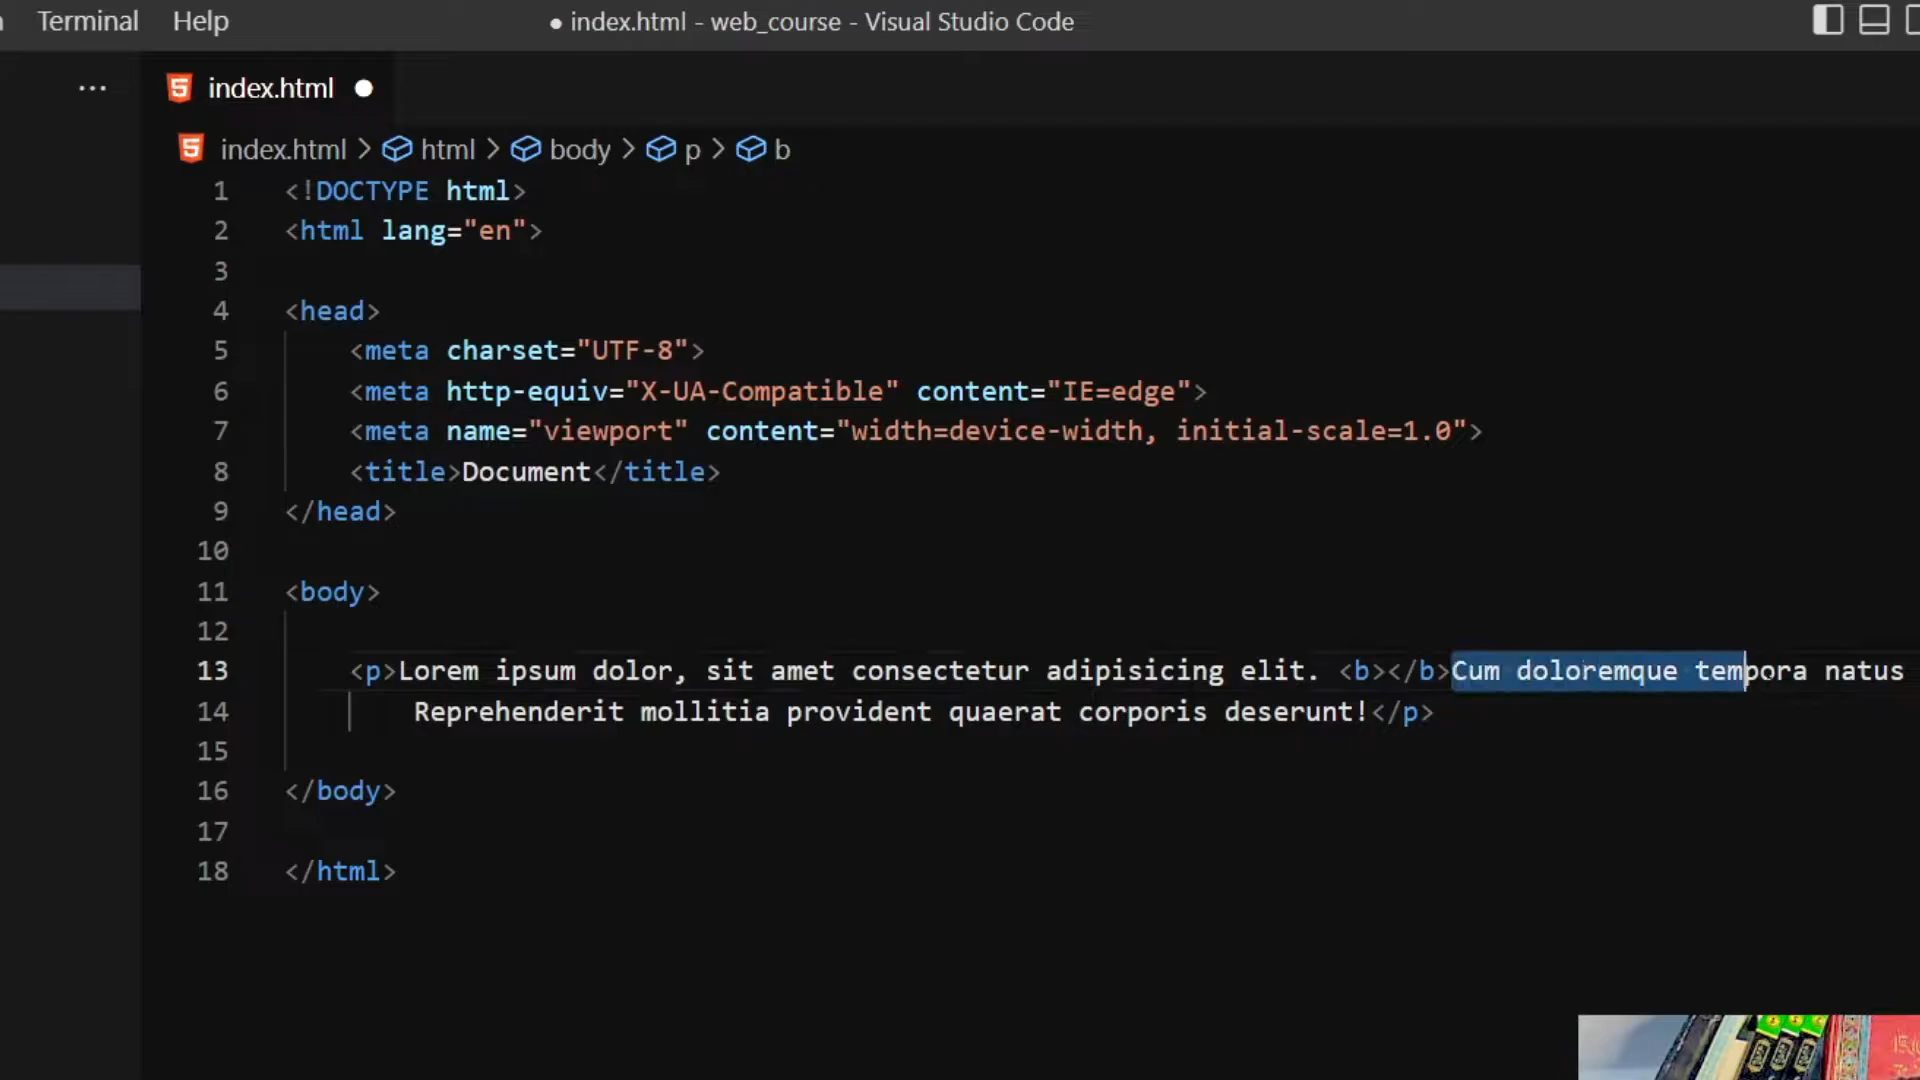 Terminal Help ● index.html - web_course - Visual Studio Code
... index.html ●
index.html > html > body > p > b
1 <!DOCTYPE html>
2 <html lang="en">
3
4 <head>
5 <meta charset="UTF-8">
6 <meta http-equiv="X-UA-Compatible" content="IE=edge">
7 <meta name="viewport" content="width=device-width, initial-scale=1.0">
8 <title>Document</title>
9 </head>
10
11 <body>
12
13 <p>Lorem ipsum dolor, sit amet consectetur adipisicing elit. <b></b>Cum doloremque tempora natus
14 Reprehenderit mollitia provident quaerat corporis deserunt!</p>
15
16 </body>
17
18 </html>